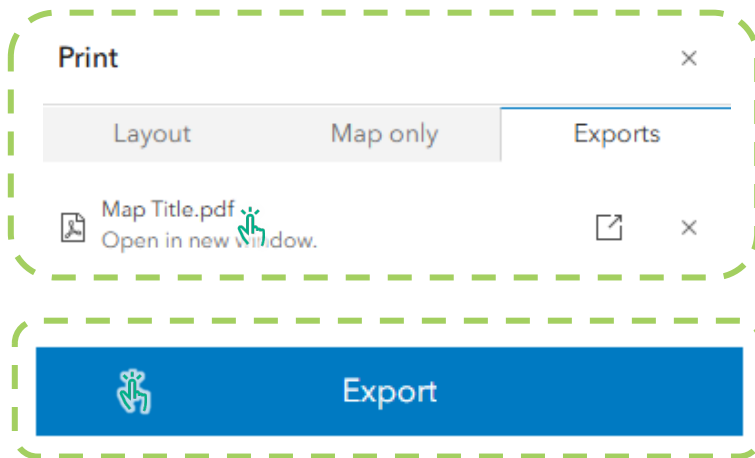 Print
Layout Map only Exports
Map Title.pdf
Open in new window.
Export